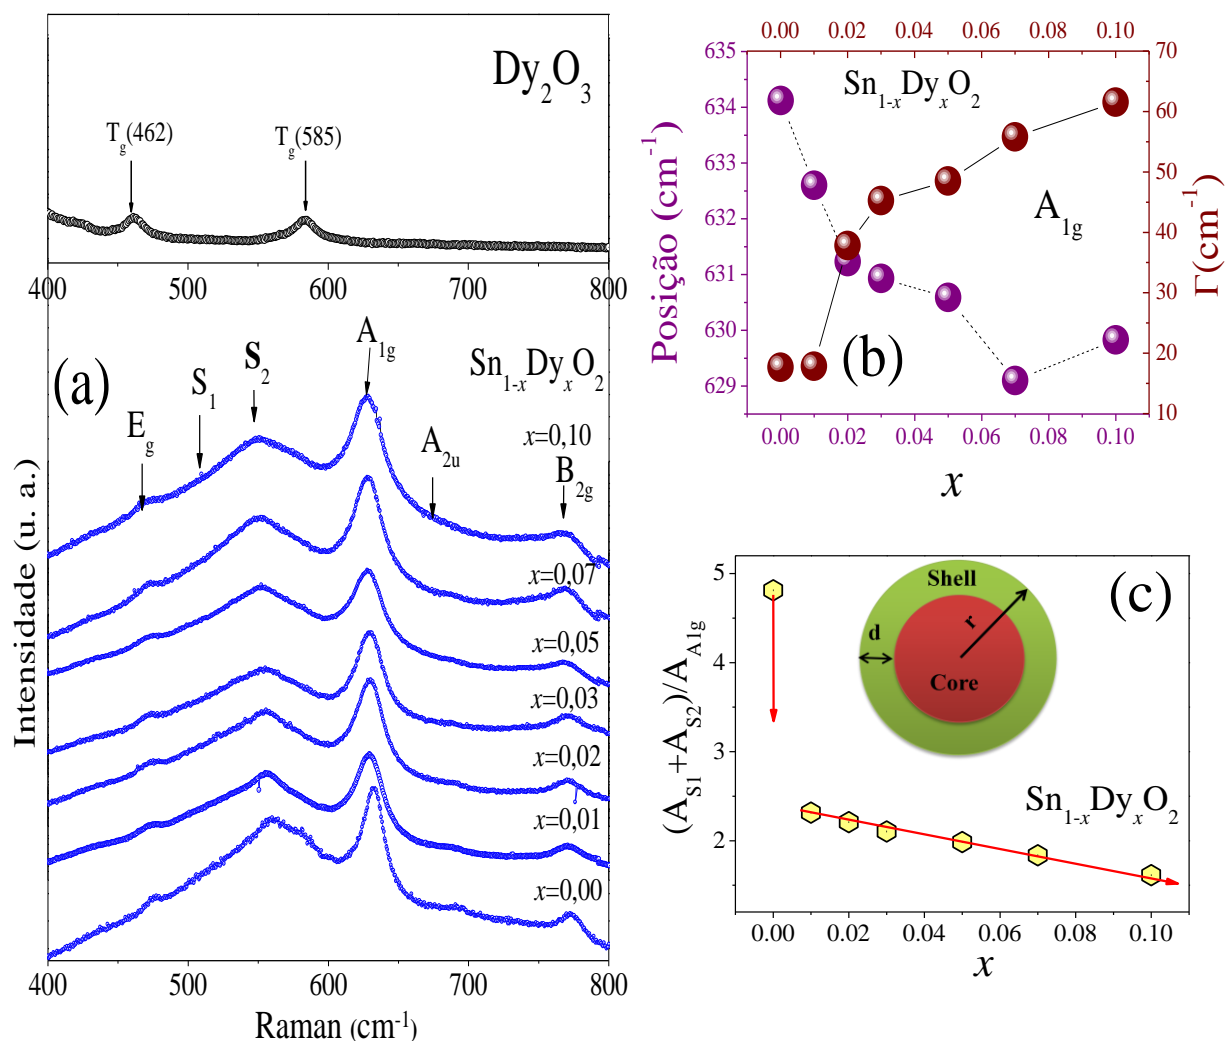 Dy2O3
Tg(462)
Tg(585)
400 500 600 700 800
(a)
Sn1-xDyxO2
Eg
S1
S2
A1g
A2u
B2g
x=0,10
x=0,07
x=0,05
x=0,03
x=0,02
x=0,01
x=0,00
Intensidade (u. a.)
400 500 600 700 800
Raman (cm-1)
0.00 0.02 0.04 0.06 0.08 0.10
635
634
633
632
631
630
629
Posição (cm-1)
Sn1-xDyxO2
A1g
(b)
70
60
50
40
30
20
10
Γ(cm-1)
0.00 0.02 0.04 0.06 0.08 0.10
x
5
4
3
2
(AS1+AS2)/AA1g
Shell
r
d
Core
(c)
Sn1-xDyxO2
0.00 0.02 0.04 0.06 0.08 0.10
x